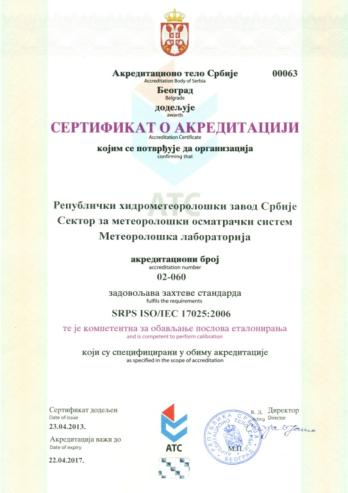 Акредитационо тело Србије 00063
Accreditation Body of Serbia
Београд
Belgrade
додељује
awards
СЕРТИФИКАТ О АКРЕДИТАЦИЈИ
Accreditation Certificate
којим се потврђује да организација
confirming that
Републички хидрометеоролошки завод Србије
Сектор за метеоролошки осматрачки систем
Метеоролошка лабораторија
АТС
акредитациони број
accreditation number
02-060
задовољава захтеве стандарда
fulfils the requirements
SRPS ISO/IEC 17025:2006
те је компетентна за обављање послова еталонирања
and is competent to perform calibration
који су специфицирани у обиму акредитације
as specified in the scope of accreditation
Сертификат додељен
Date of issue
23.04.2013.
Акредитација важи до
Date of expiry
22.04.2017.
АТС
В. Д. Директор
Director
М.П.